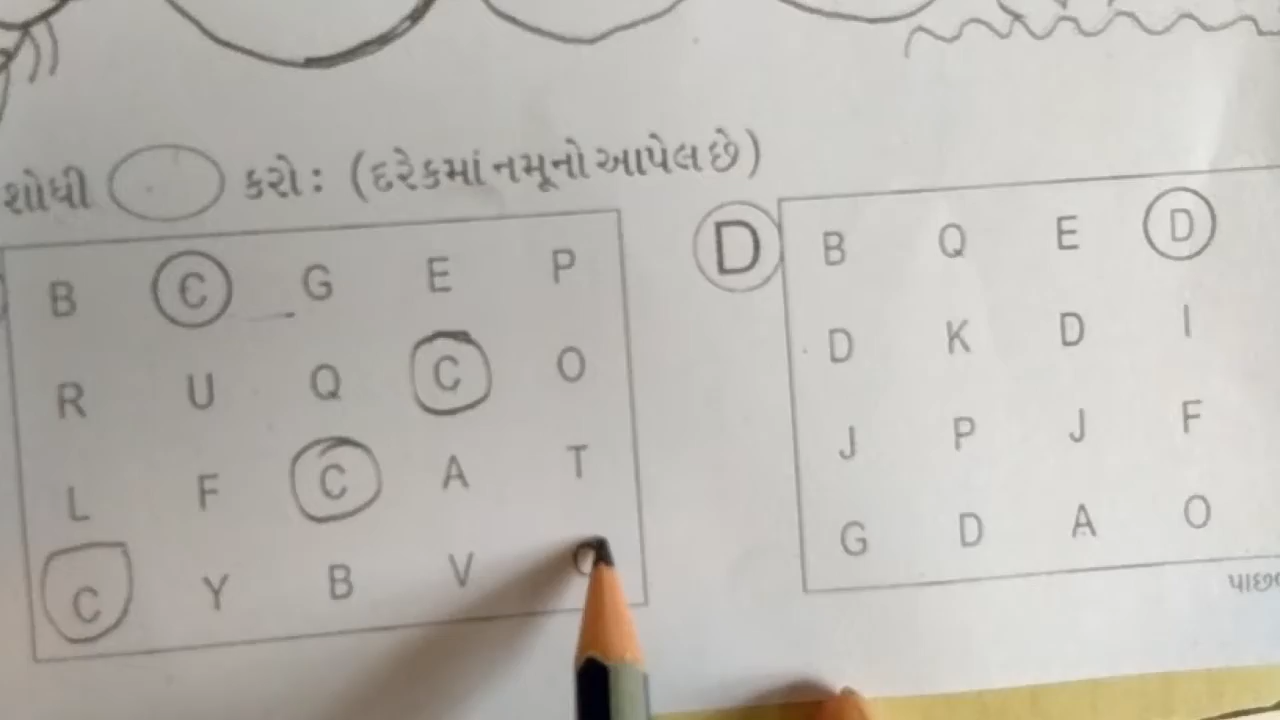 શોધી કરો: (દરેકમાં નમૂનો આપેલ છે)
B C G E P
R U Q C O
L F C A T
C Y B V
D
B Q E D
D K D I
J P J F
G D A O